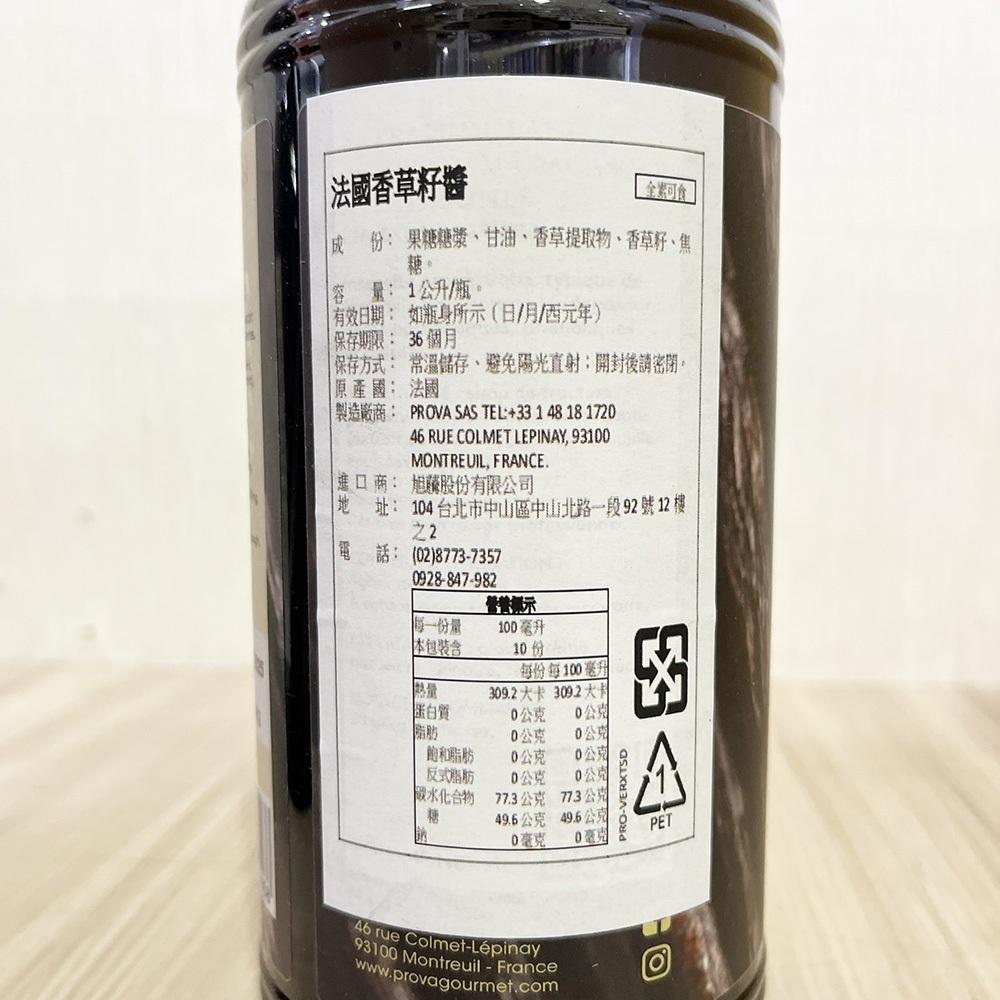 法國香草籽醬
全素可食
成 份： 果糖糖漿、甘油、香草提取物、香草籽、焦
糖。
容 量： 1公升/瓶。
有效日期： 如瓶身所示（日/月/西元年）
保存期限： 36個月
保存方式： 常溫儲存、避免陽光直射；開封後請密閉。
原 產 國： 法國
製造廠商： PROVA SAS TEL:+33 1 48 18 1720
46 RUE COLMET LEPINAY, 93100
MONTREUIL, FRANCE.
進 口 商： 旭藤股份有限公司
地 址： 104台北市中山區中山北路一段92號12樓
之2
電 話： (02)8773-7357
0928-847-982
營養標示
每一份量 100毫升
本包裝含 10份
每份 每100毫升
熱量 309.2大卡 309.2大卡
蛋白質 0公克 0公克
脂肪 0公克 0公克
飽和脂肪 0公克 0公克
反式脂肪 0公克 0公克
碳水化合物 77.3公克 77.3公克
糖 49.6公克 49.6公克
鈉 0毫克 0毫克
PRO-VERXTSD
1
PET
46 rue Colmet-Lépinay
93100 Montreuil - France
www.provagourmet.com